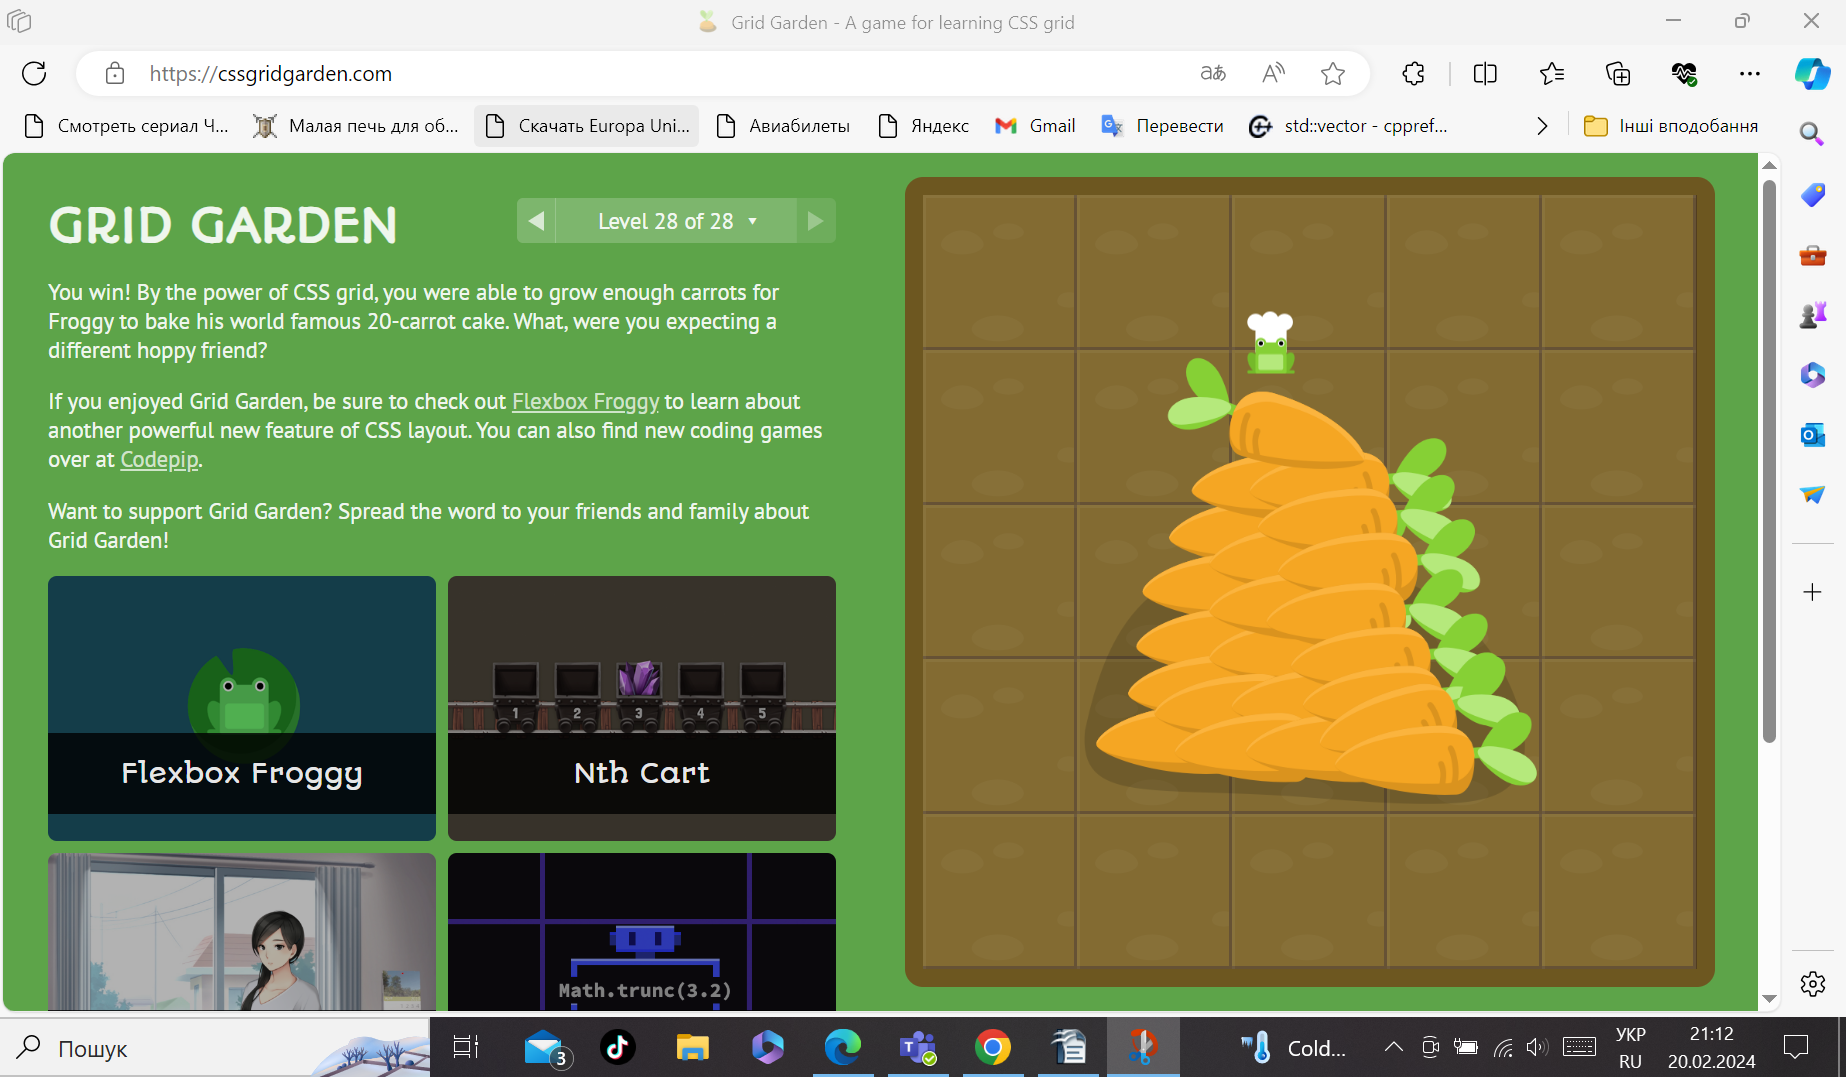 Grid Garden - A game for learning CSS grid
https://cssgridgarden.com
Смотреть сериал Ч...
Малая печь для об...
Скачать Europa Uni...
Авиабилеты
Яндекс
Gmail
Перевести
std::vector - cppref...
Інші вподобання
GRID GARDEN
Level 28 of 28
You win! By the power of CSS grid, you were able to grow enough carrots for
Froggy to bake his world famous 20-carrot cake. What, were you expecting a
different hoppy friend?
If you enjoyed Grid Garden, be sure to check out Flexbox Froggy to learn about
another powerful new feature of CSS layout. You can also find new coding games
over at Codepip.
Want to support Grid Garden? Spread the word to your friends and family about
Grid Garden!
1 2 3 4 5
Flexbox Froggy
Nth Cart
Math.trunc(3.2)
Пошук
3
Cold...
УКР
RU
21:12
20.02.2024